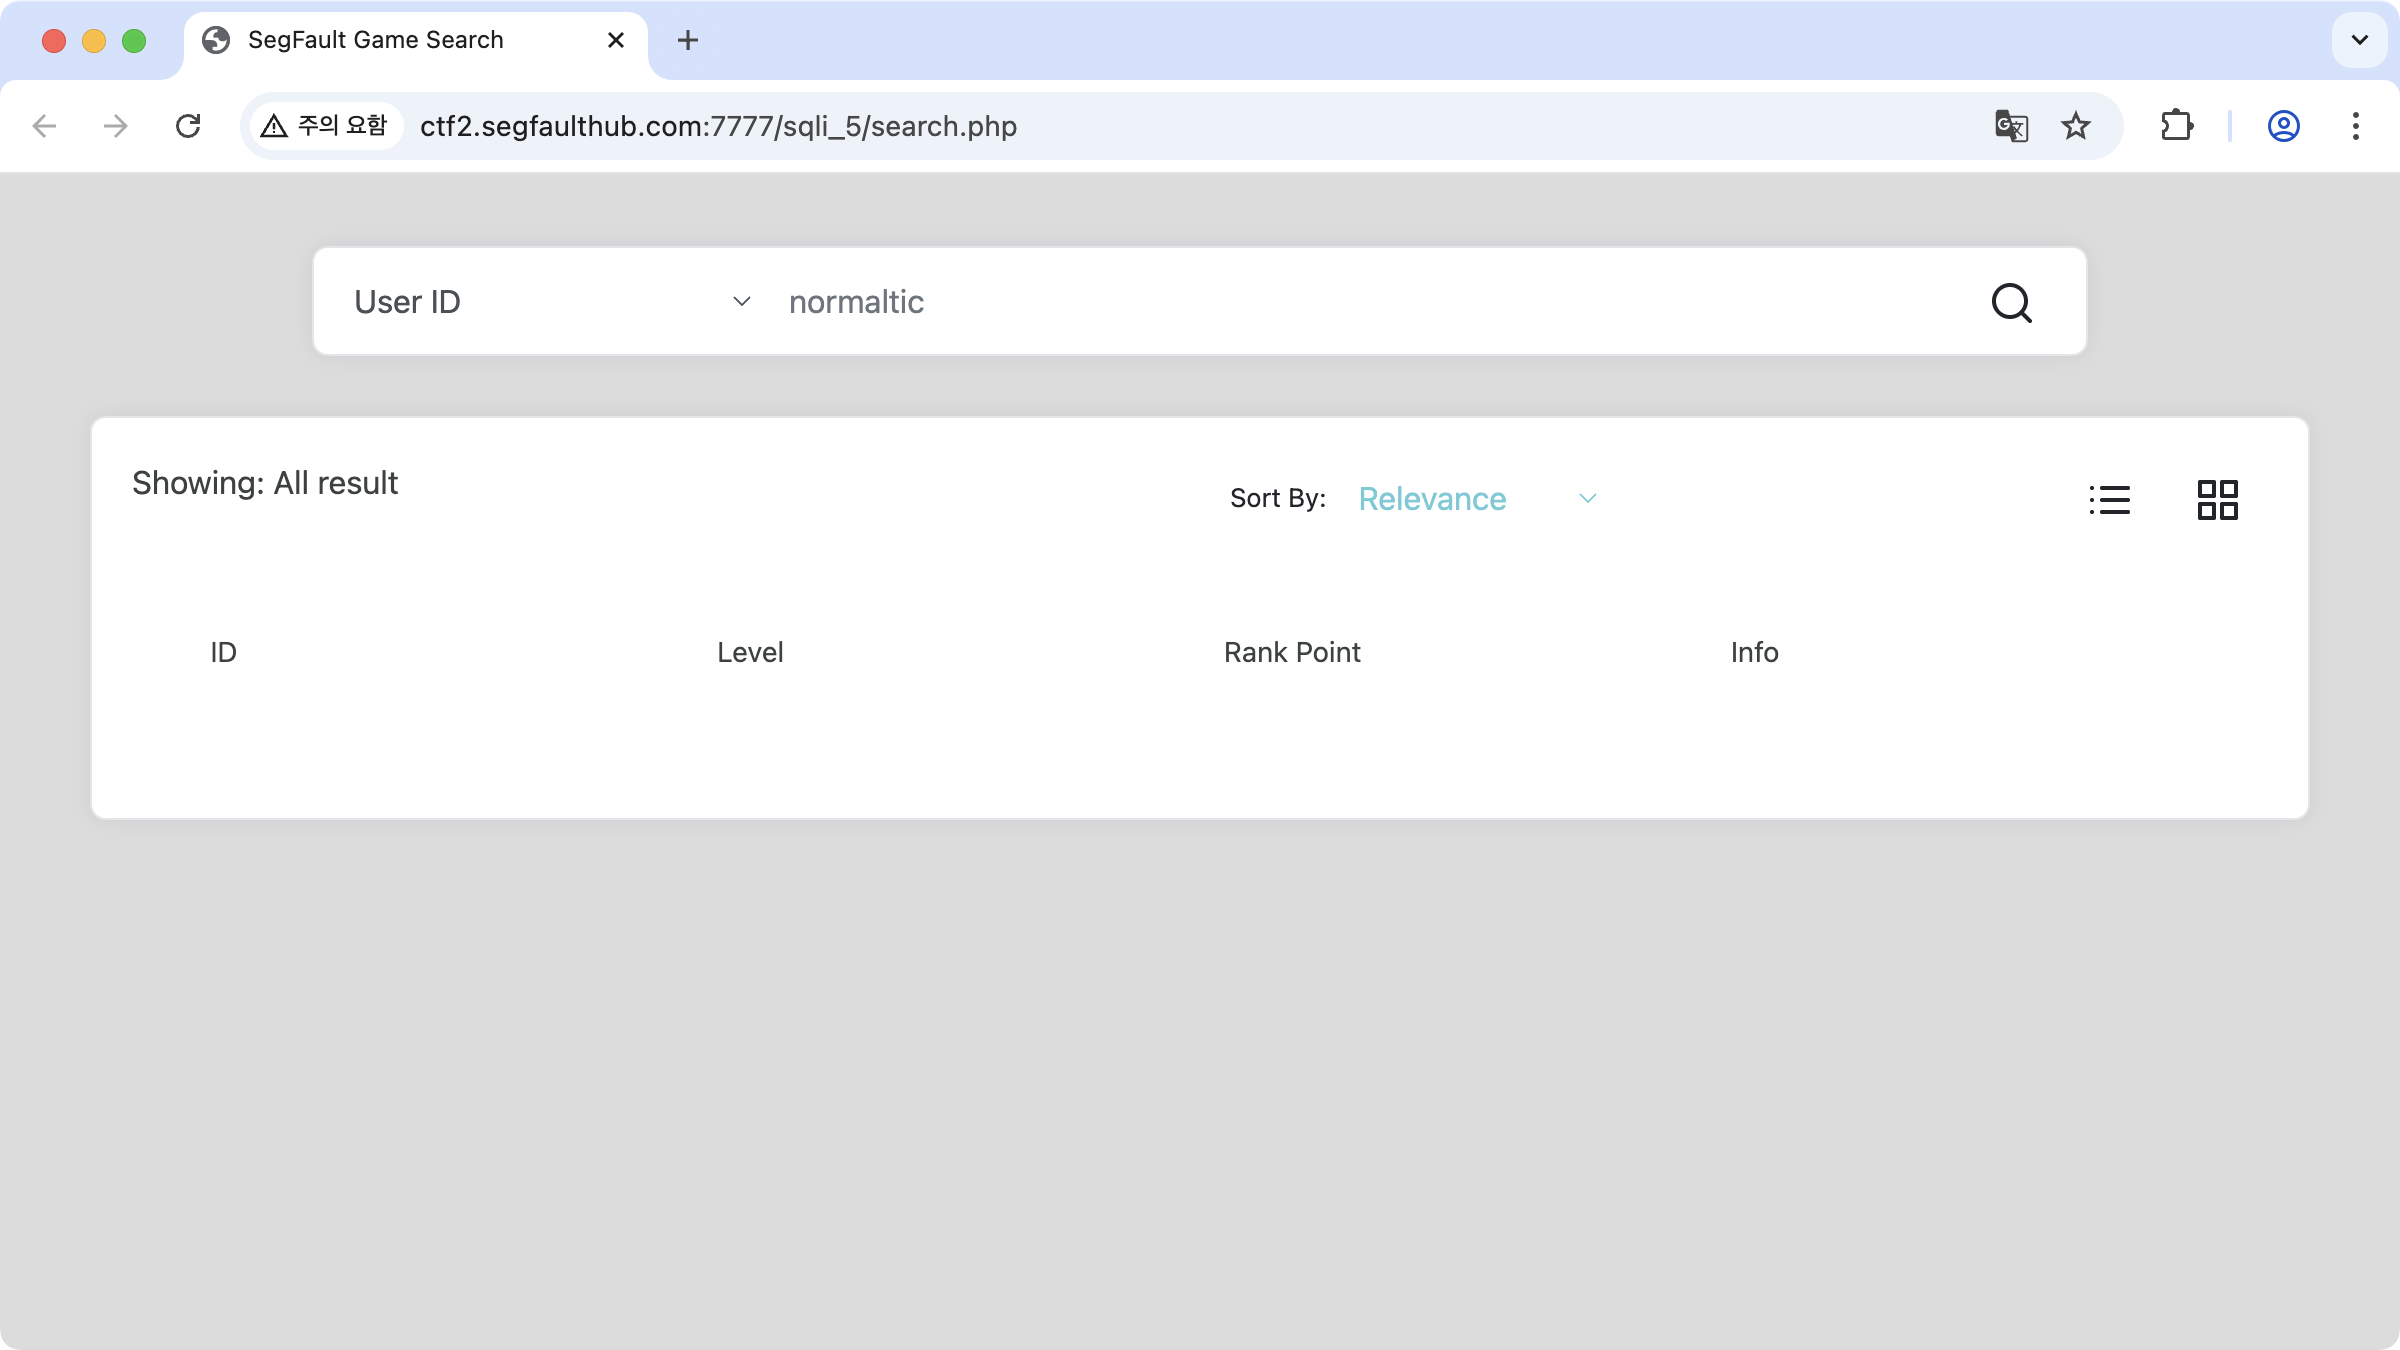 SegFault Game Search
주의 요함
ctf2.segfaulthub.com:7777/sqli_5/search.php
User ID
normaltic
Showing: All result
Sort By: Relevance
ID Level Rank Point Info